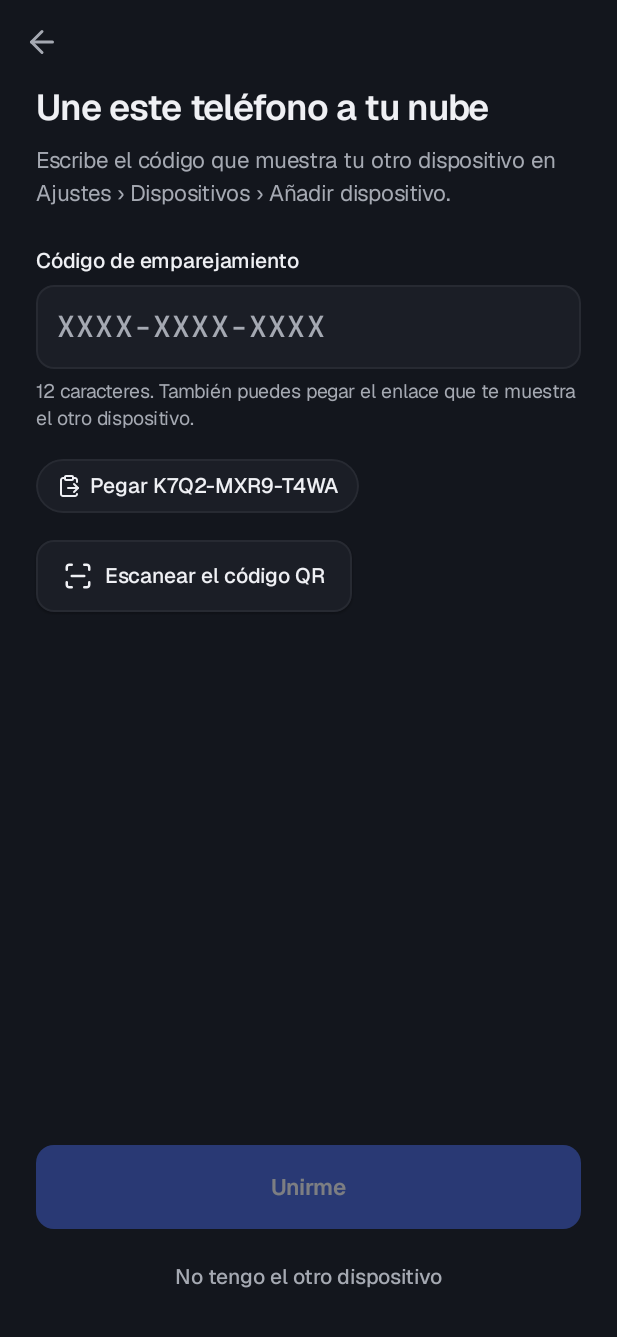 Une este teléfono a tu nube
Escribe el código que muestra tu otro dispositivo en
Ajustes › Dispositivos › Añadir dispositivo.
Código de emparejamiento
XXXX-XXXX-XXXX
12 caracteres. También puedes pegar el enlace que te muestra
el otro dispositivo.
Pegar K7Q2-MXR9-T4WA
Escanear el código QR
Unirme
No tengo el otro dispositivo